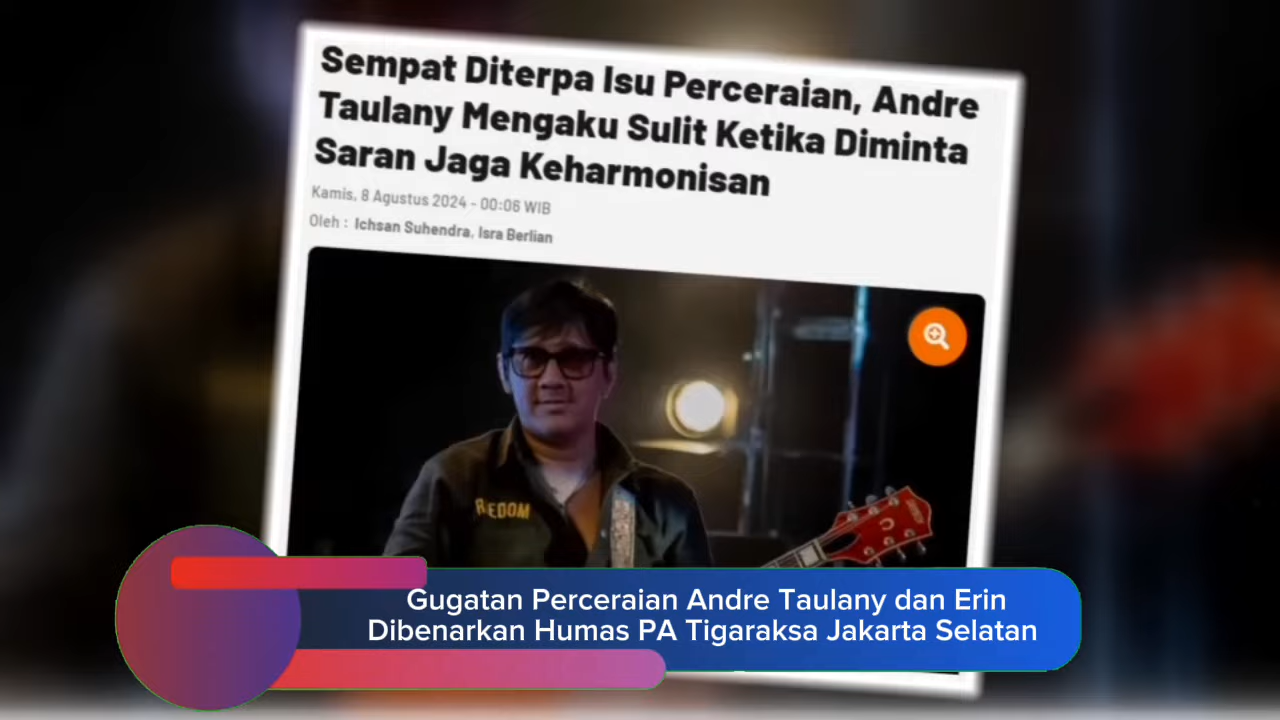 Sempat Diterpa Isu Perceraian, Andre
Taulany Mengaku Sulit Ketika Diminta
Saran Jaga Keharmonisan
Kamis, 8 Agustus 2024 - 00:06 WIB
Oleh : Ichsan Suhendra, Isra Berlian
REDOM
Gugatan Perceraian Andre Taulany dan Erin
Dibenarkan Humas PA Tigaraksa Jakarta Selatan